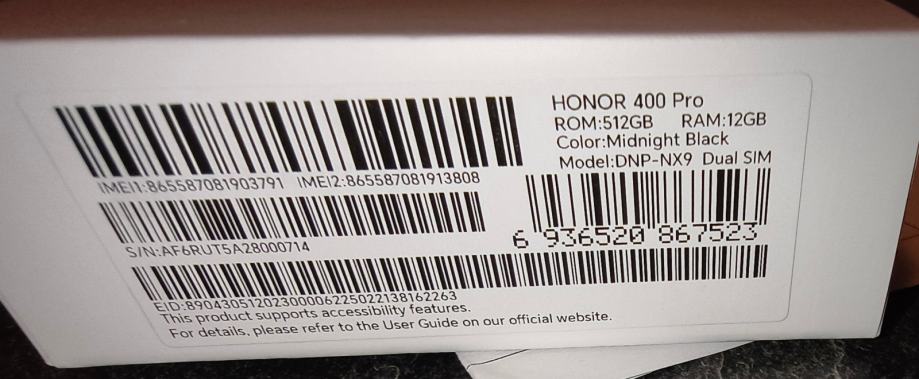 HONOR 400 Pro
ROM:512GB RAM:12GB
Color:Midnight Black
Model:DNP-NX9 Dual SIM
IMEI1:865587081903791 IMEI2:865587081913808
6 936520 867523
S/N:AF6RUT5A28000714
EID:89043051202300006225022138162263
This product supports accessibility features.
For details, please refer to the User Guide on our official website.